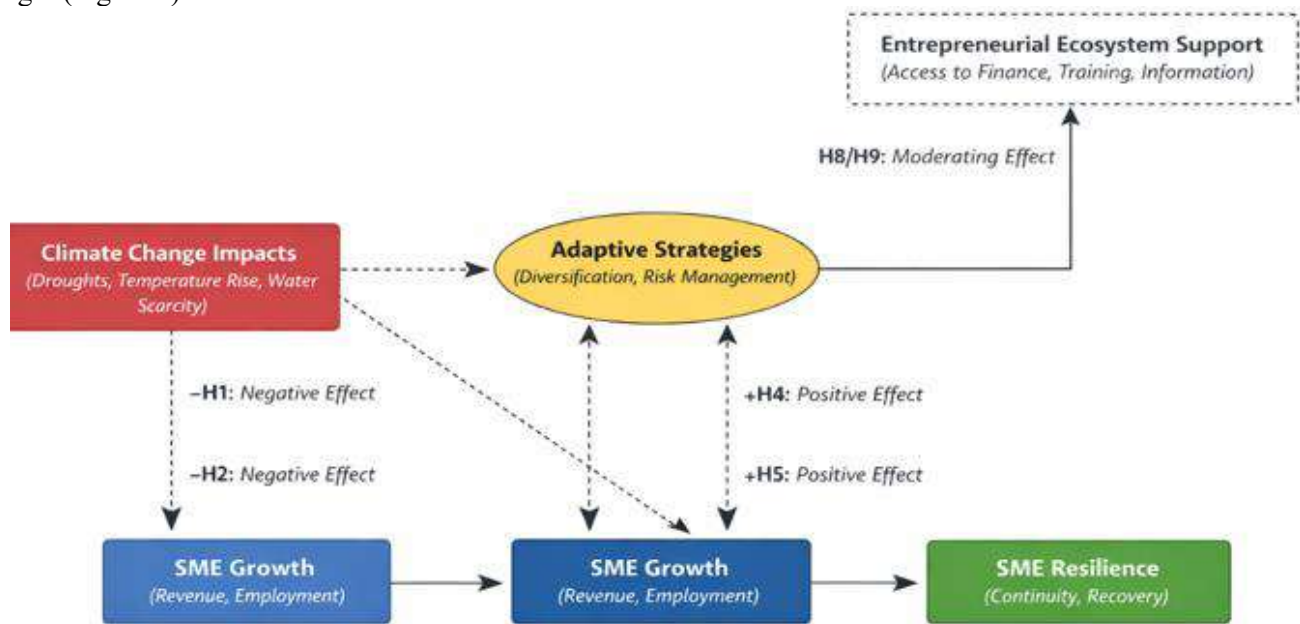 Entrepreneurial Ecosystem Support
(Access to Finance, Training, Information)
H8/H9: Moderating Effect
Climate Change Impacts
(Droughts, Temperature Rise, Water
Scarcity)
Adaptive Strategies
(Diversification, Risk Management)
–H1: Negative Effect
+H4: Positive Effect
–H2: Negative Effect
+H5: Positive Effect
SME Growth
(Revenue, Employment)
SME Growth
(Revenue, Employment)
SME Resilience
(Continuity, Recovery)